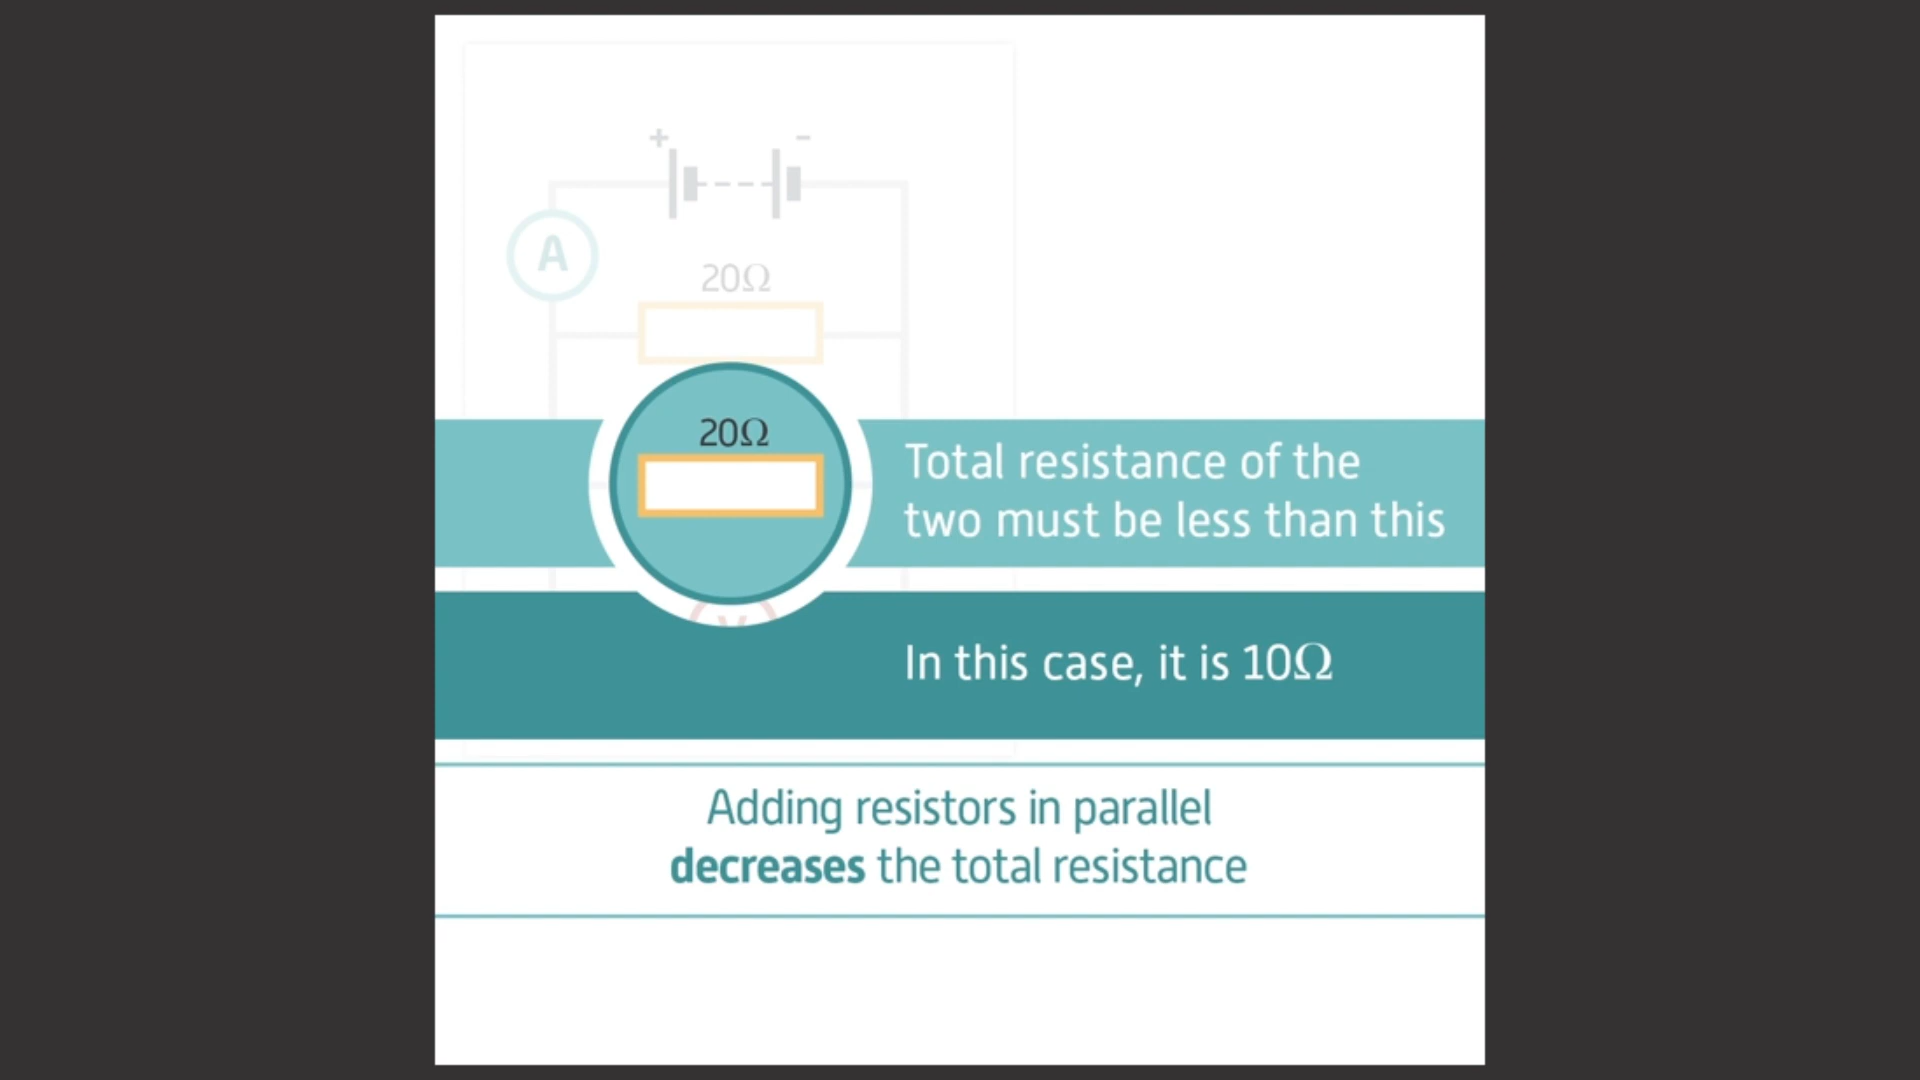 + -
A
20Ω
20Ω
Total resistance of the
two must be less than this
V
In this case, it is 10Ω
Adding resistors in parallel
decreases the total resistance